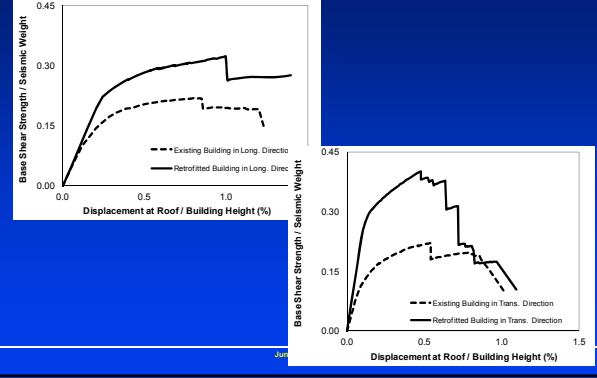 0.45
0.30
0.15
0.00
Base Shear Strength / Seismic Weight
Existing Building in Long. Direction
Retrofitted Building in Long.
0.0 0.5 1.0
Displacement at Roof / Building Height (%)
0.45
0.30
0.15
0.00
Base Shear Strength / Seismic Weight
Existing Building in Trans. Direction
Retrofitted Building in Trans. Direction
0.0 0.5 1.0 1.5
Displacement at Roof / Building Height (%)